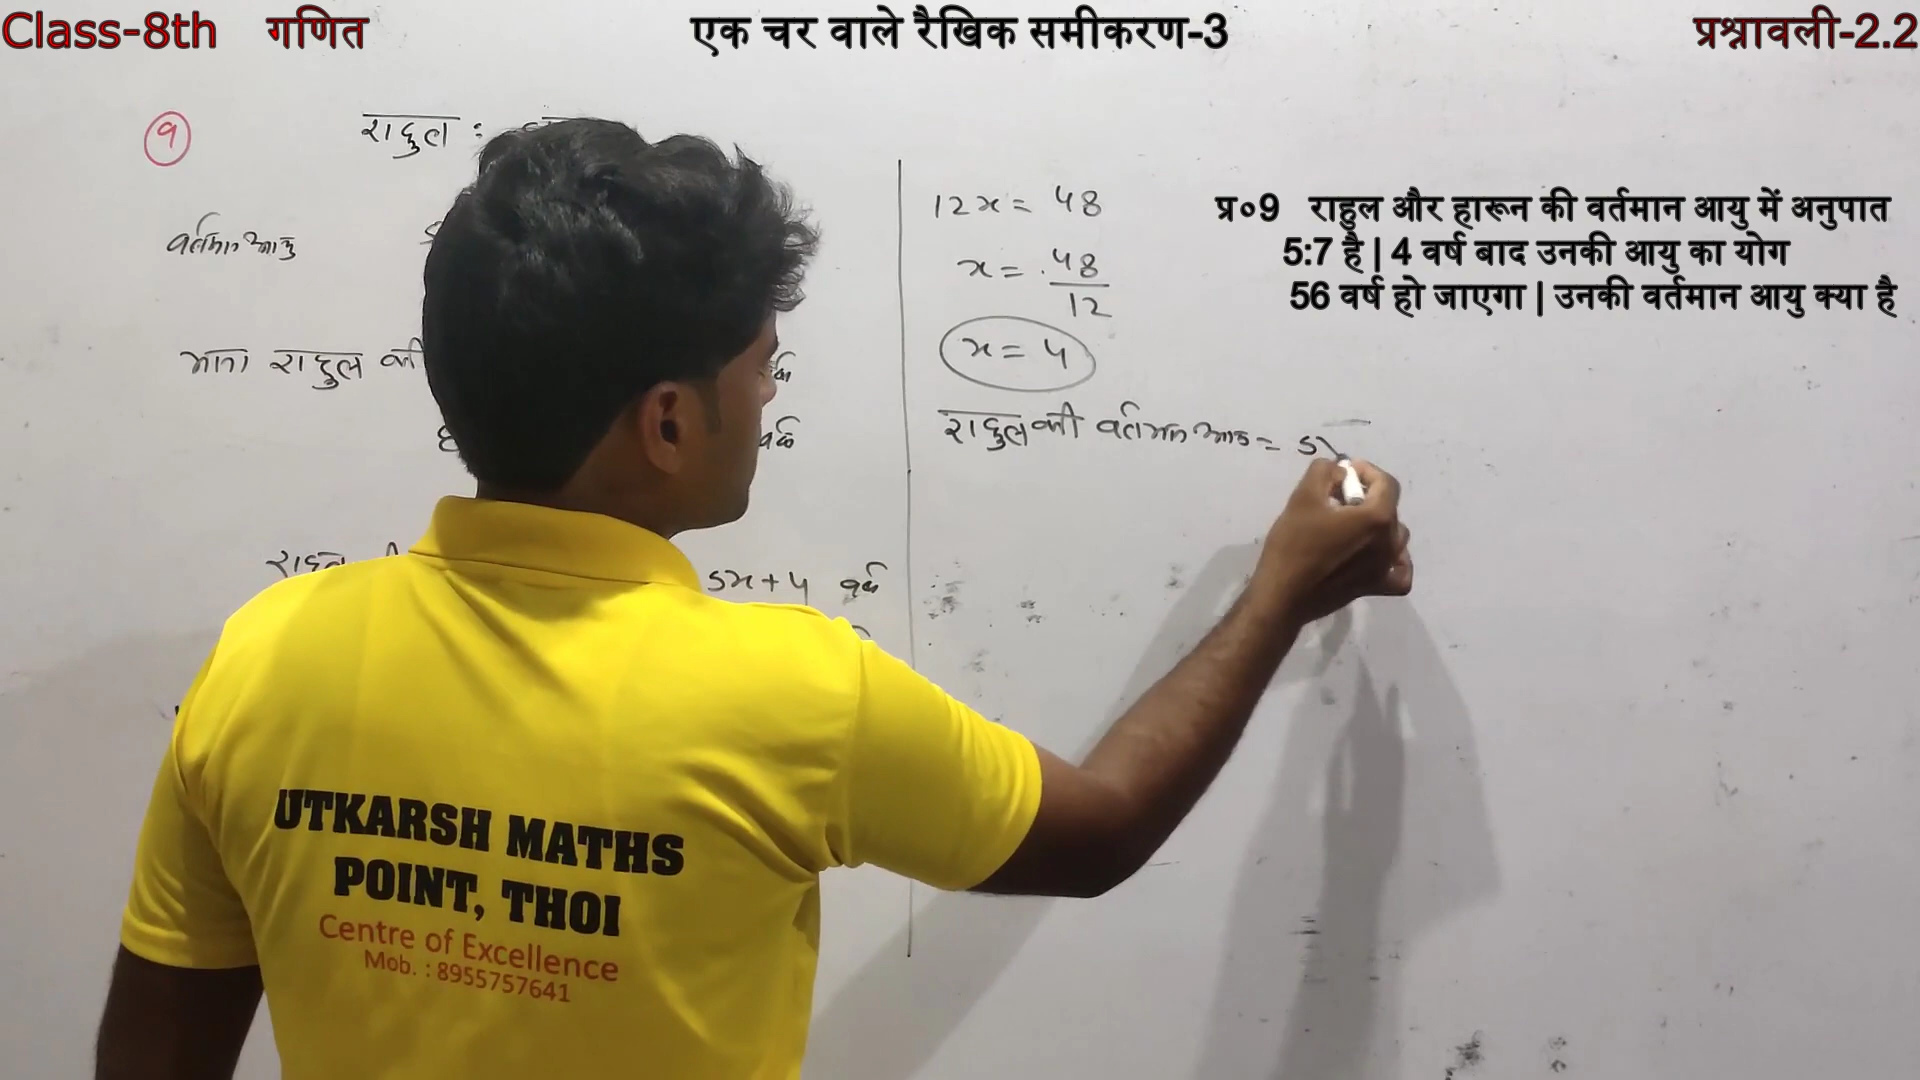 Class-8th गणित
एक चर वाले रैखिक समीकरण-3
प्रश्नावली-2.2
९
राहुल :
वर्तमान आयु
माना राहुल की
वर्ष
5x+4 वर्ष
12x = 48
x = 48
12
x = 4
राहुल की वर्तमान आयु = 5
प्र०9 राहुल और हारून की वर्तमान आयु में अनुपात
5:7 है | 4 वर्ष बाद उनकी आयु का योग
56 वर्ष हो जाएगा | उनकी वर्तमान आयु क्या है
UTKARSH MATHS
POINT, THOI
Centre of Excellence
Mob. : 8955757641